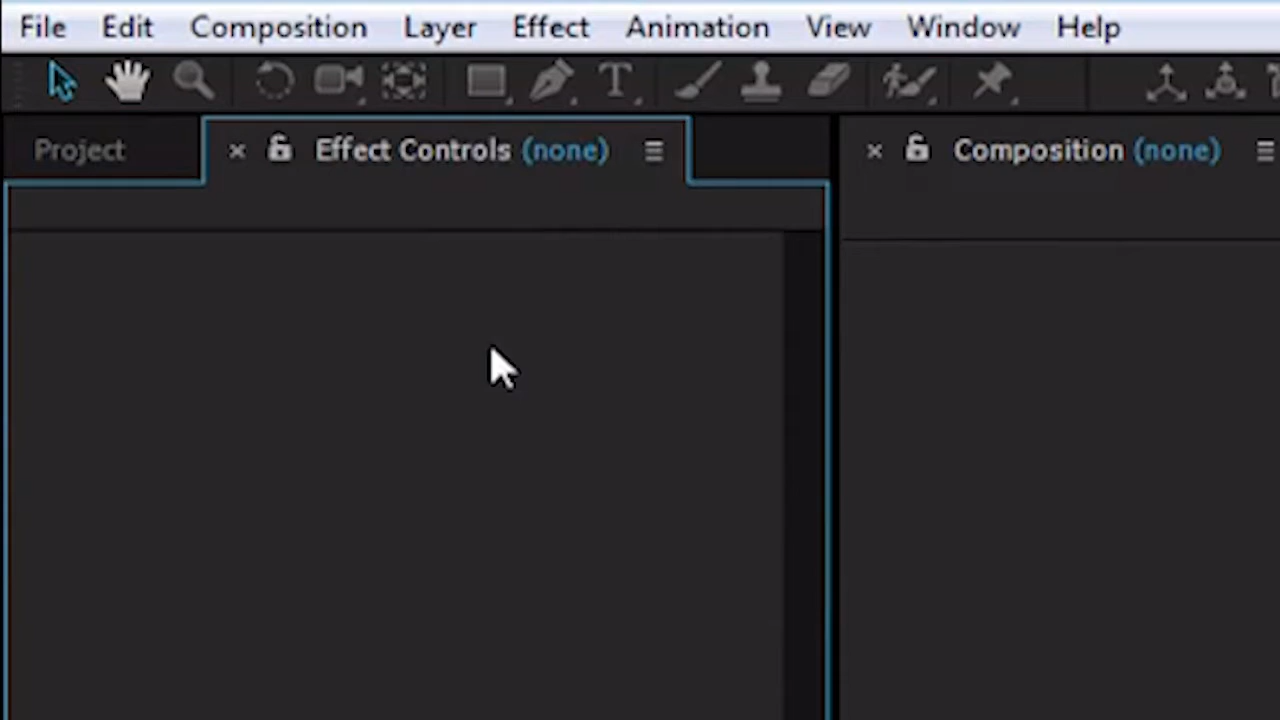 File Edit Composition Layer Effect Animation View Window Help
Project Effect Controls (none) Composition (none)